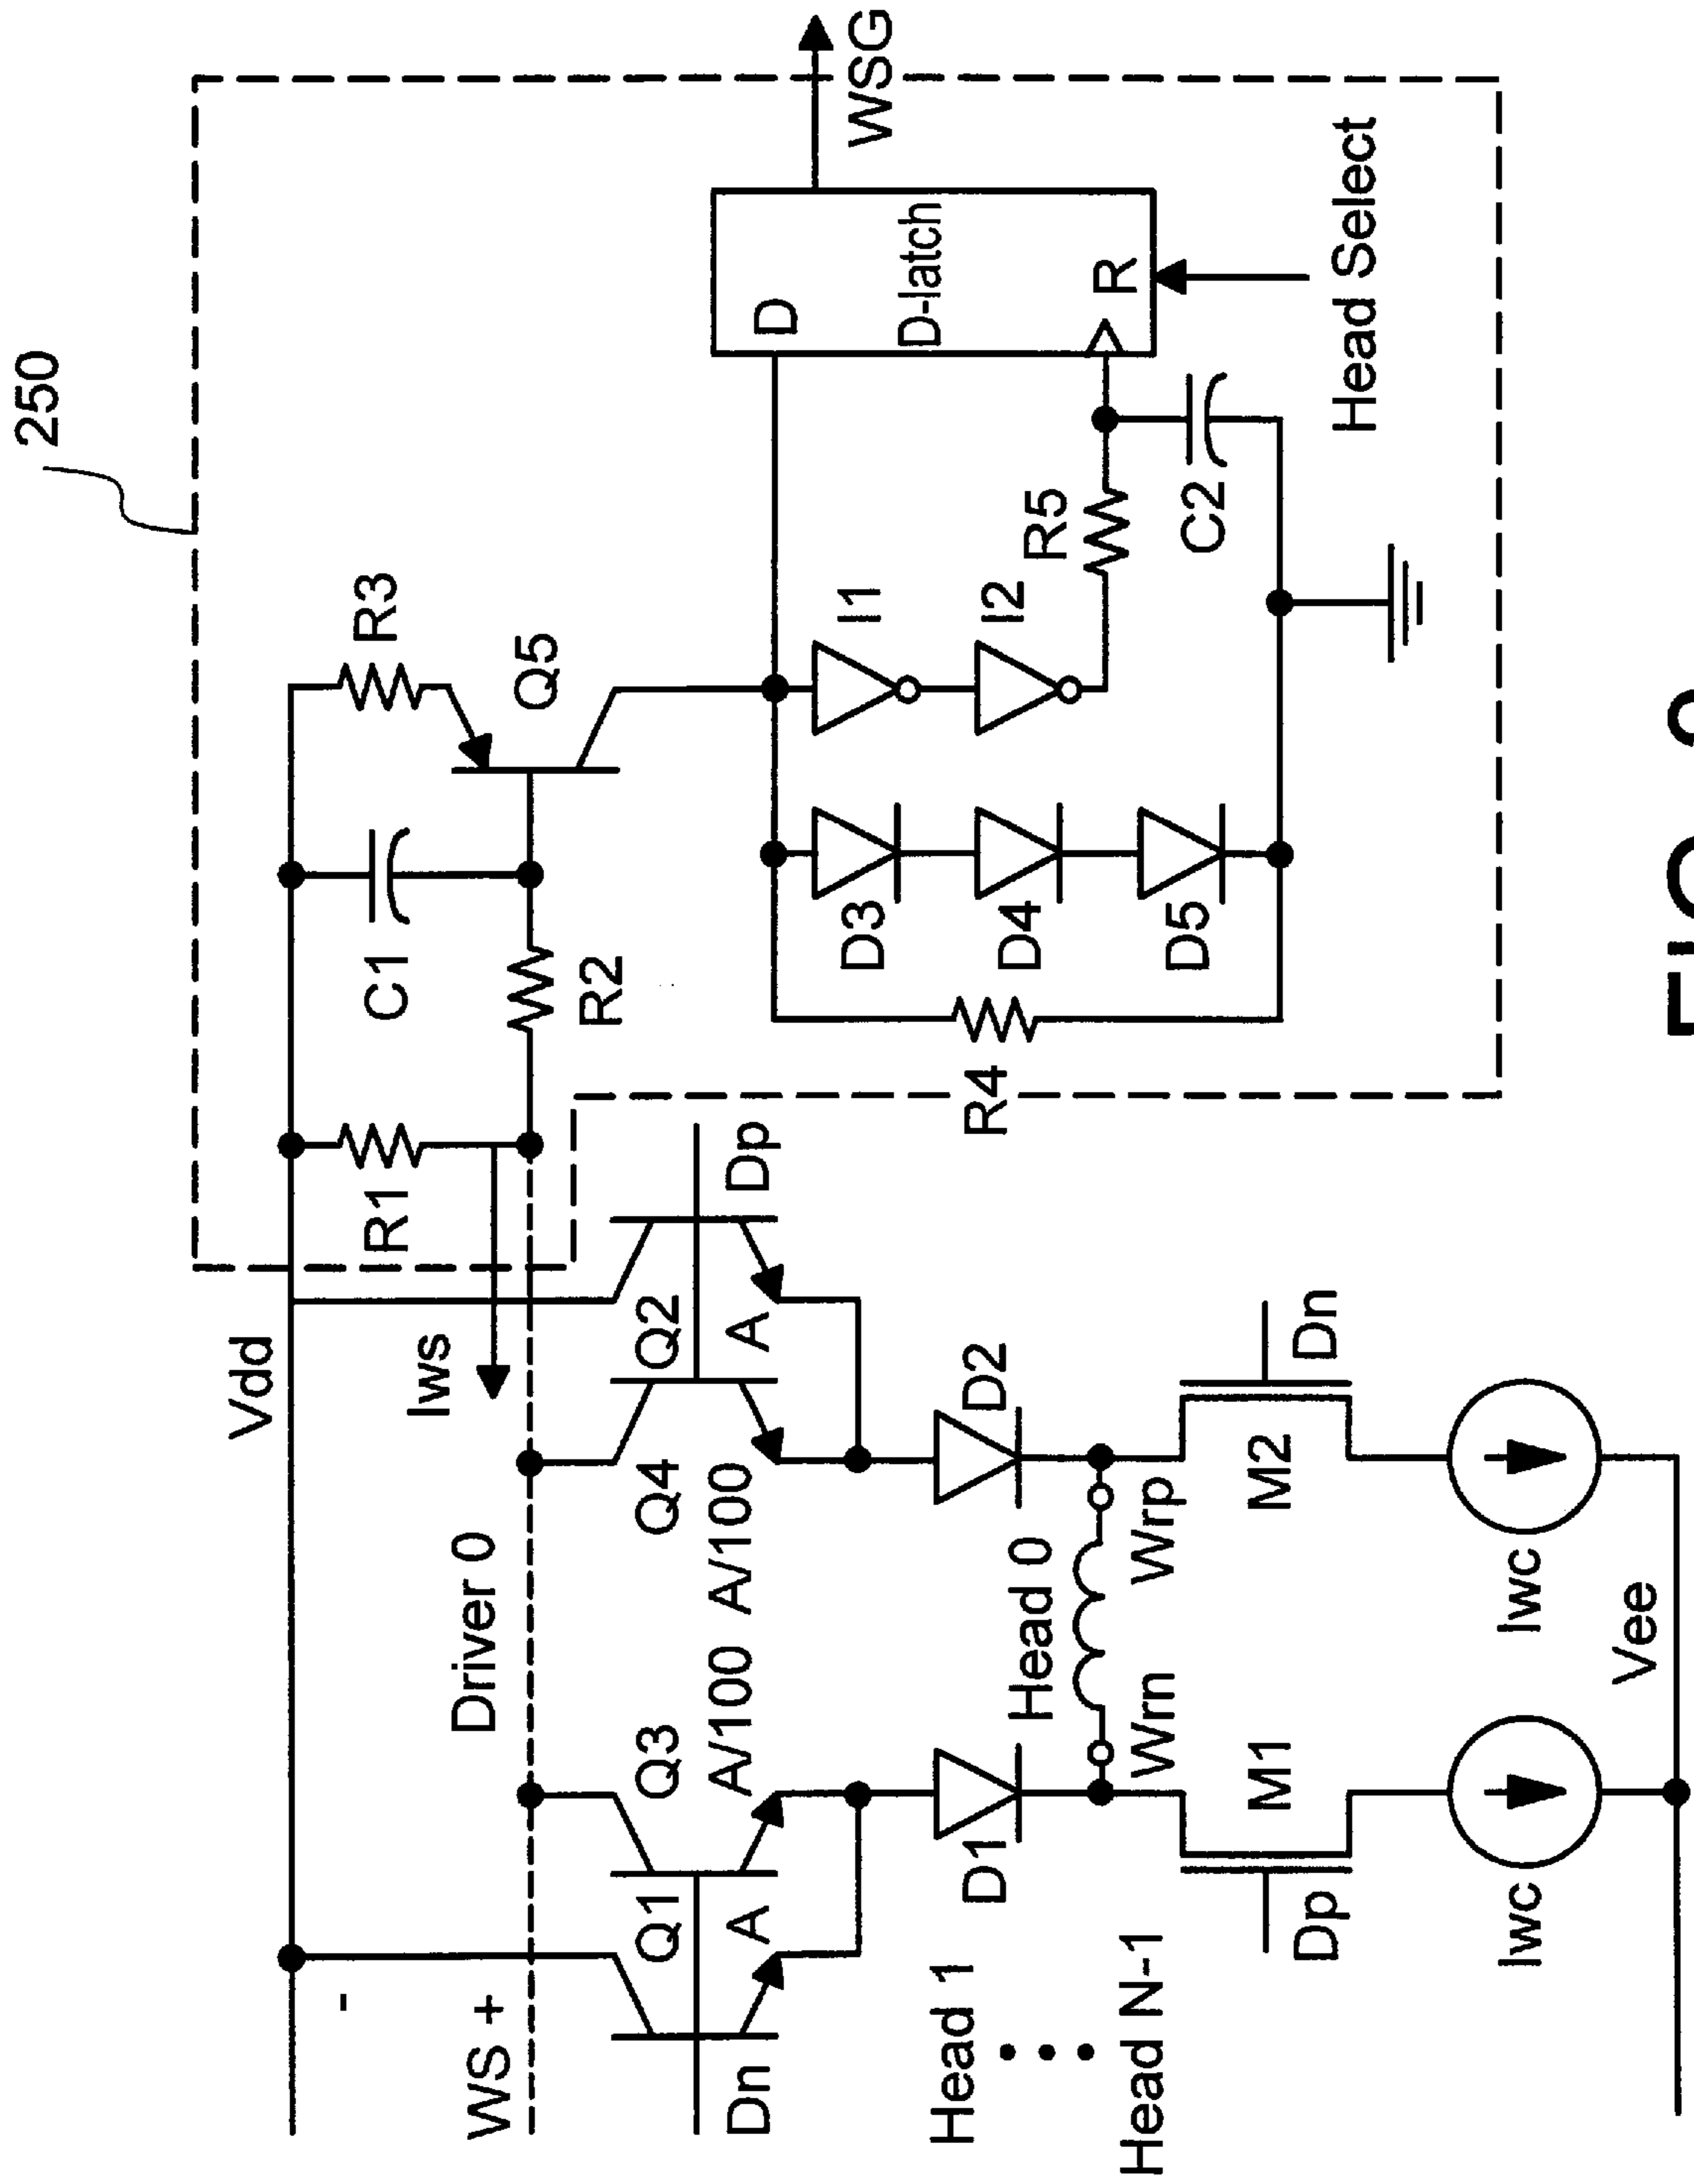 250
Vdd
R1
C1
R3
Iws
WS +
-
Driver 0
R2
Q5
Q1
Q3
Q4
Q2
Dn
A
A/100
A/100
A
Dp
WSG
D
D-latch
R
Head Select
I1
I2
R5
C2
D3
D4
D5
R4
Head 1
Head N-1
D1
D2
Head 0
Wrn
Wrp
Dp
M1
M2
Dn
Iwc
Iwc
Vee